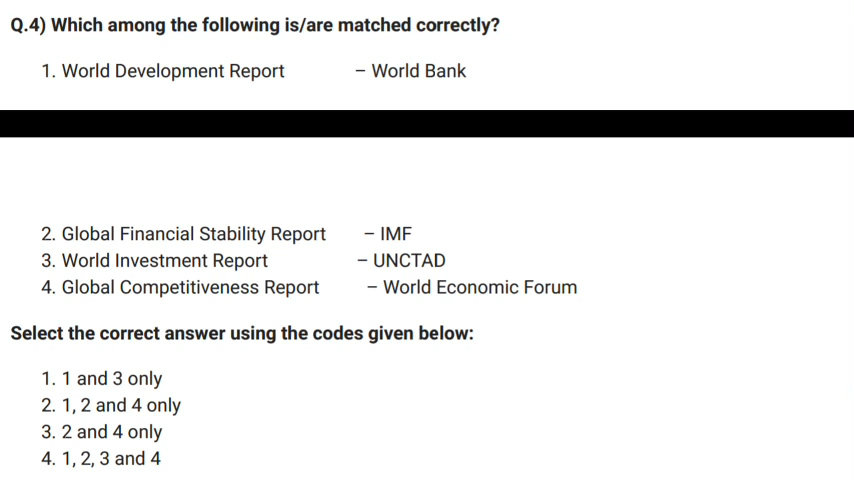 Q.4) Which among the following is/are matched correctly?
1. World Development Report – World Bank
2. Global Financial Stability Report – IMF
3. World Investment Report – UNCTAD
4. Global Competitiveness Report – World Economic Forum
Select the correct answer using the codes given below:
1. 1 and 3 only
2. 1, 2 and 4 only
3. 2 and 4 only
4. 1, 2, 3 and 4